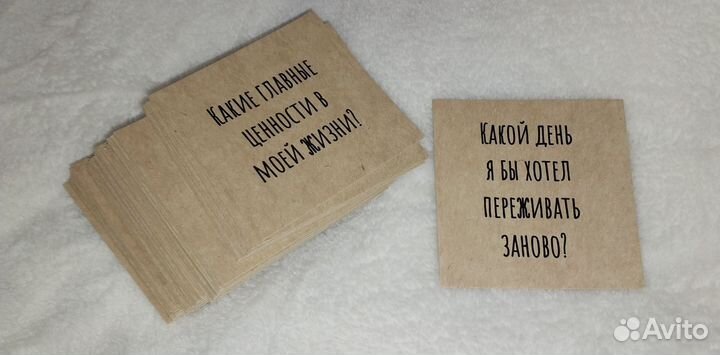 Какие главные
ценности в
моей жизни?
Какой день
я бы хотел
переживать
заново?
Avito